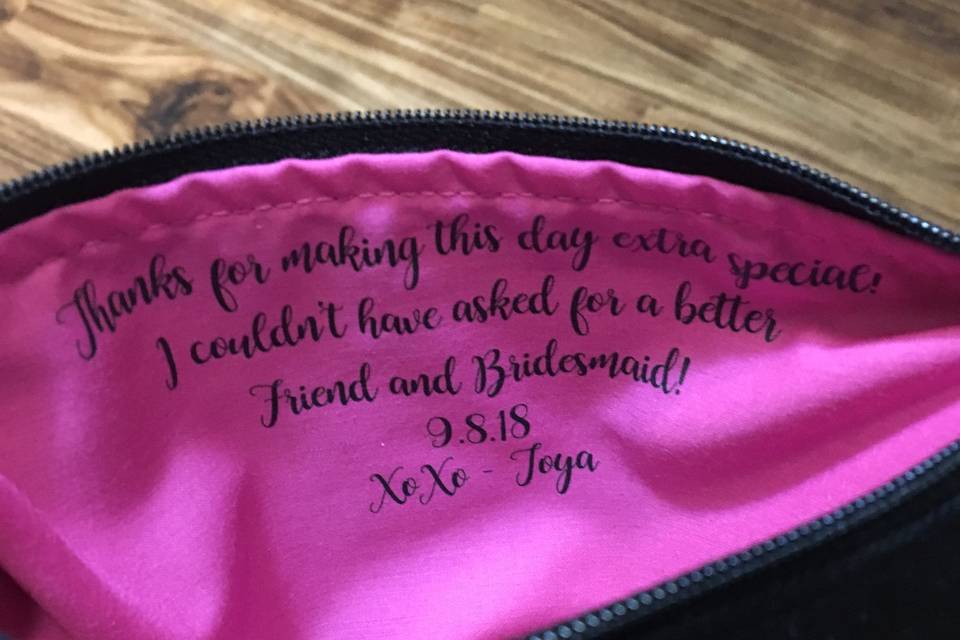 Thanks for making this day extra special!
I couldn't have asked for a better
Friend and Bridesmaid!
9.8.18
XoXo - Toya